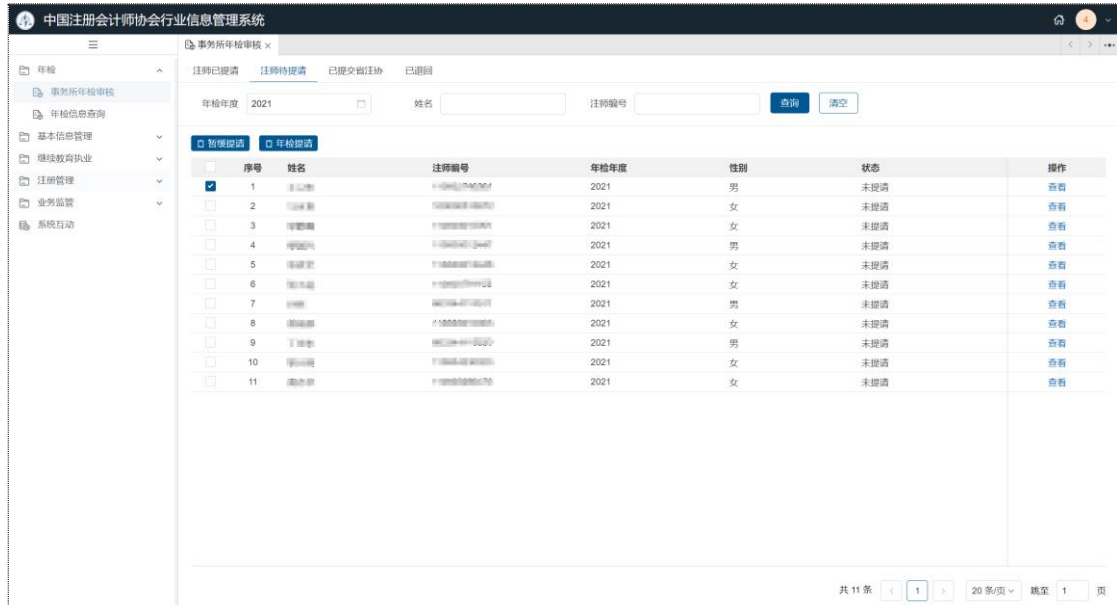 中国注册会计师协会行业信息管理系统
4
事务所年检审核 ×
年检
事务所年检审核
年检信息查询
基本信息管理
继续教育执业
注册管理
业务监管
系统互动
注师已提请 注师待提请 已提交省注协 已退回
年检年度 2021 姓名 注师编号 查询 清空
暂缓提请 年检提请
序号 姓名 注师编号 年检年度 性别 状态 操作
1 2021 男 未提请 查看
2 2021 女 未提请 查看
3 2021 女 未提请 查看
4 2021 男 未提请 查看
5 2021 女 未提请 查看
6 2021 女 未提请 查看
7 2021 男 未提请 查看
8 2021 女 未提请 查看
9 2021 男 未提请 查看
10 2021 女 未提请 查看
11 2021 女 未提请 查看
共 11 条 < 1 > 20 条/页 跳至 1 页